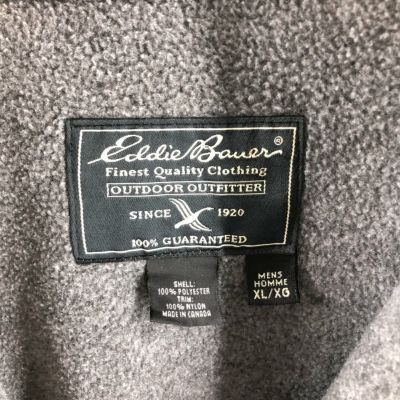 Eddie Bauer
Finest Quality Clothing
OUTDOOR OUTFITTER
SINCE 1920
100% GUARANTEED
SHELL:
100% POLYESTER
TRIM:
100% NYLON
MADE IN CANADA
MENS
HOMME
XL/XG